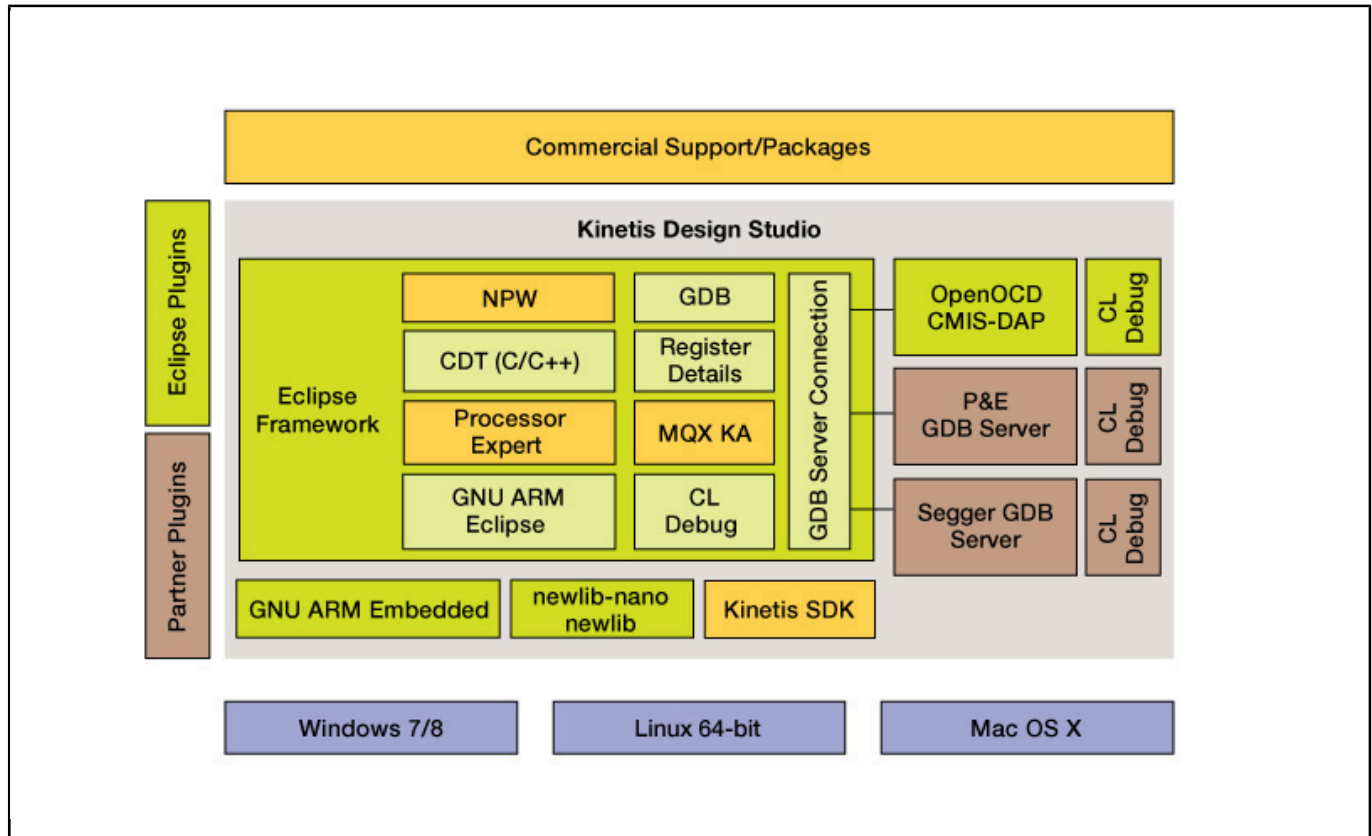 Commercial Support/Packages
Eclipse Plugins
Partner Plugins
Kinetis Design Studio
Eclipse
Framework
NPW
CDT (C/C++)
Processor
Expert
GNU ARM
Eclipse
GDB
Register
Details
MQX KA
CL
Debug
GDB Server Connection
OpenOCD
CMIS-DAP
CL
Debug
P&E
GDB Server
CL
Debug
Segger GDB
Server
CL
Debug
GNU ARM Embedded
newlib-nano
newlib
Kinetis SDK
Windows 7/8
Linux 64-bit
Mac OS X